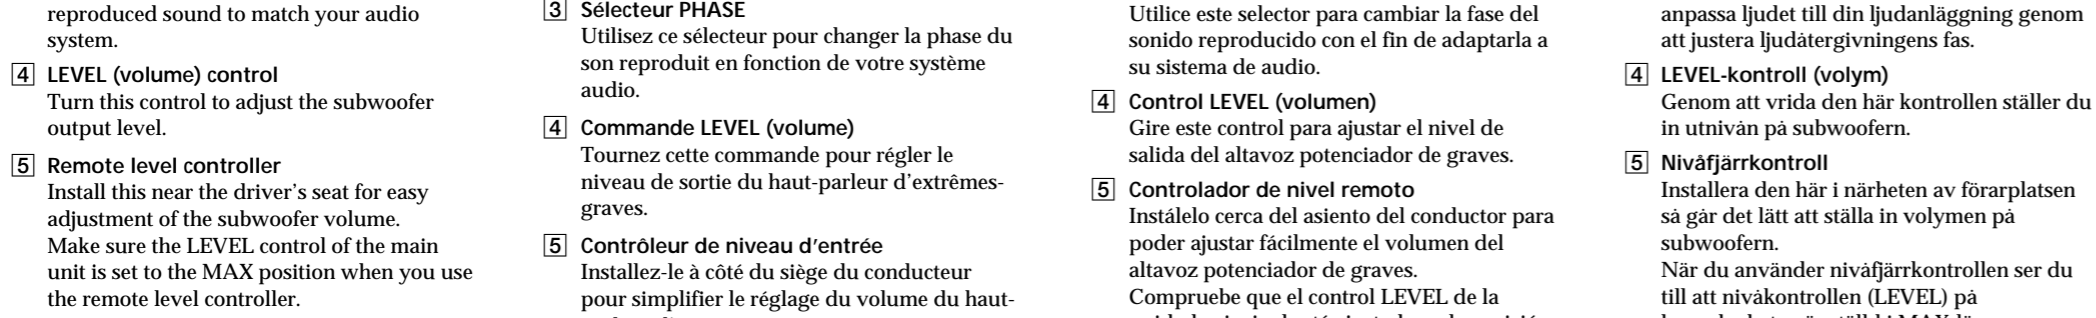 reproduced sound to match your audio
system.
4 LEVEL (volume) control
Turn this control to adjust the subwoofer
output level.
5 Remote level controller
Install this near the driver’s seat for easy
adjustment of the subwoofer volume.
Make sure the LEVEL control of the main
unit is set to the MAX position when you use
the remote level controller.
3 Sélecteur PHASE
Utilisez ce sélecteur pour changer la phase du
son reproduit en fonction de votre système
audio.
4 Commande LEVEL (volume)
Tournez cette commande pour régler le
niveau de sortie du haut-parleur d’extrêmes-
graves.
5 Contrôleur de niveau d’entrée
Installez-le à côté du siège du conducteur
pour simplifier le réglage du volume du haut-
Utilice este selector para cambiar la fase del
sonido reproducido con el fin de adaptarla a
su sistema de audio.
4 Control LEVEL (volumen)
Gire este control para ajustar el nivel de
salida del altavoz potenciador de graves.
5 Controlador de nivel remoto
Instálelo cerca del asiento del conductor para
poder ajustar fácilmente el volumen del
altavoz potenciador de graves.
Compruebe que el control LEVEL de la
anpassa ljudet till din ljudanläggning genom
att justera ljudåtergivningens fas.
4 LEVEL-kontroll (volym)
Genom att vrida den här kontrollen ställer du
in utnivån på subwoofern.
5 Nivåfjärrkontroll
Installera den här i närheten av förarplatsen
så går det lätt att ställa in volymen på
subwoofern.
När du använder nivåfjärrkontrollen ser du
till att nivåkontrollen (LEVEL) på